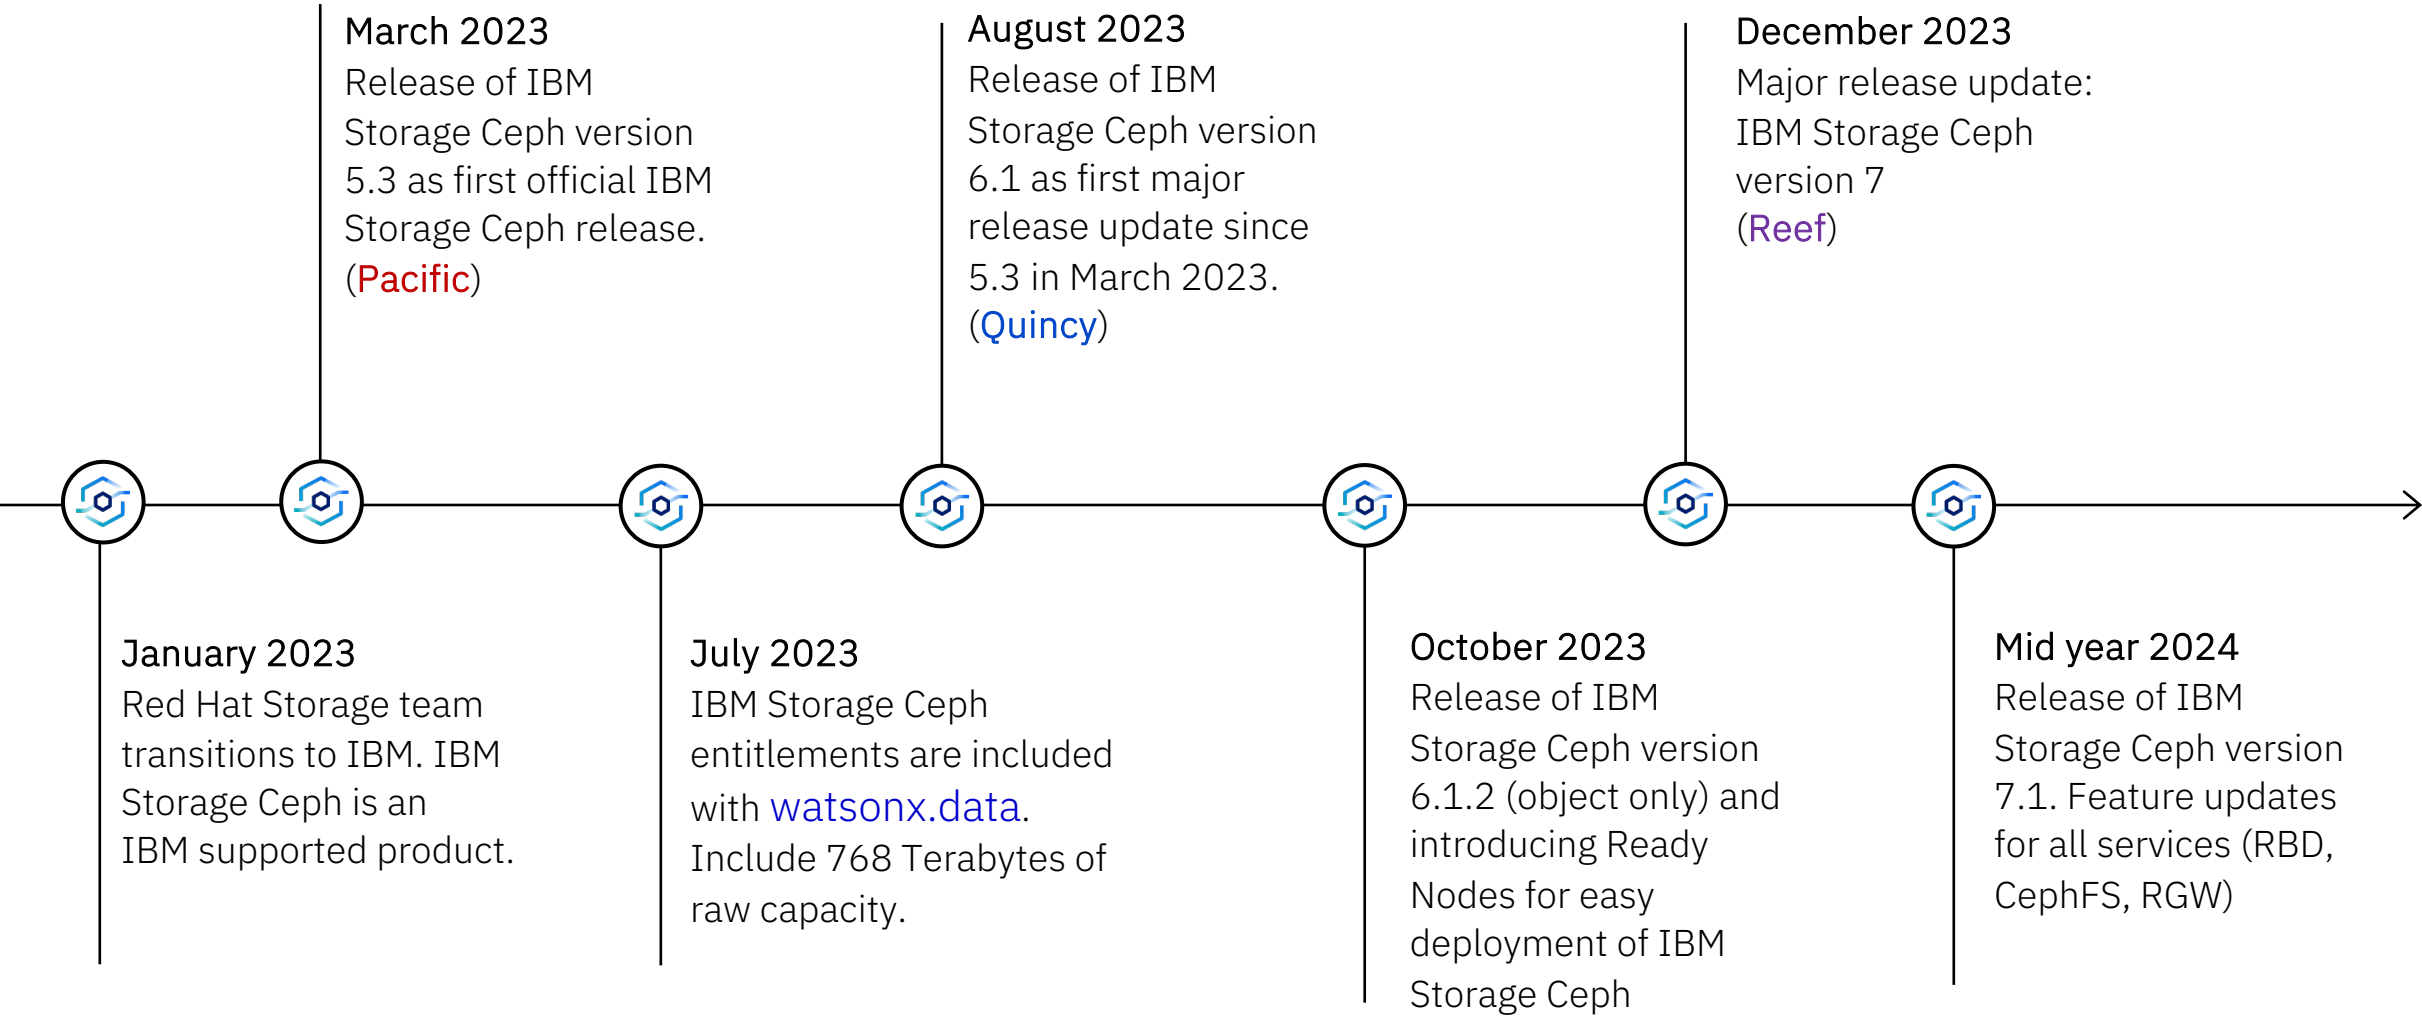 March 2023
Release of IBM
Storage Ceph version
5.3 as first official IBM
Storage Ceph release.
(Pacific)
August 2023
Release of IBM
Storage Ceph version
6.1 as first major
release update since
5.3 in March 2023.
(Quincy)
December 2023
Major release update:
IBM Storage Ceph
version 7
(Reef)
January 2023
Red Hat Storage team
transitions to IBM. IBM
Storage Ceph is an
IBM supported product.
July 2023
IBM Storage Ceph
entitlements are included
with watsonx.data.
Include 768 Terabytes of
raw capacity.
October 2023
Release of IBM
Storage Ceph version
6.1.2 (object only) and
introducing Ready
Nodes for easy
deployment of IBM
Storage Ceph
Mid year 2024
Release of IBM
Storage Ceph version
7.1. Feature updates
for all services (RBD,
CephFS, RGW)